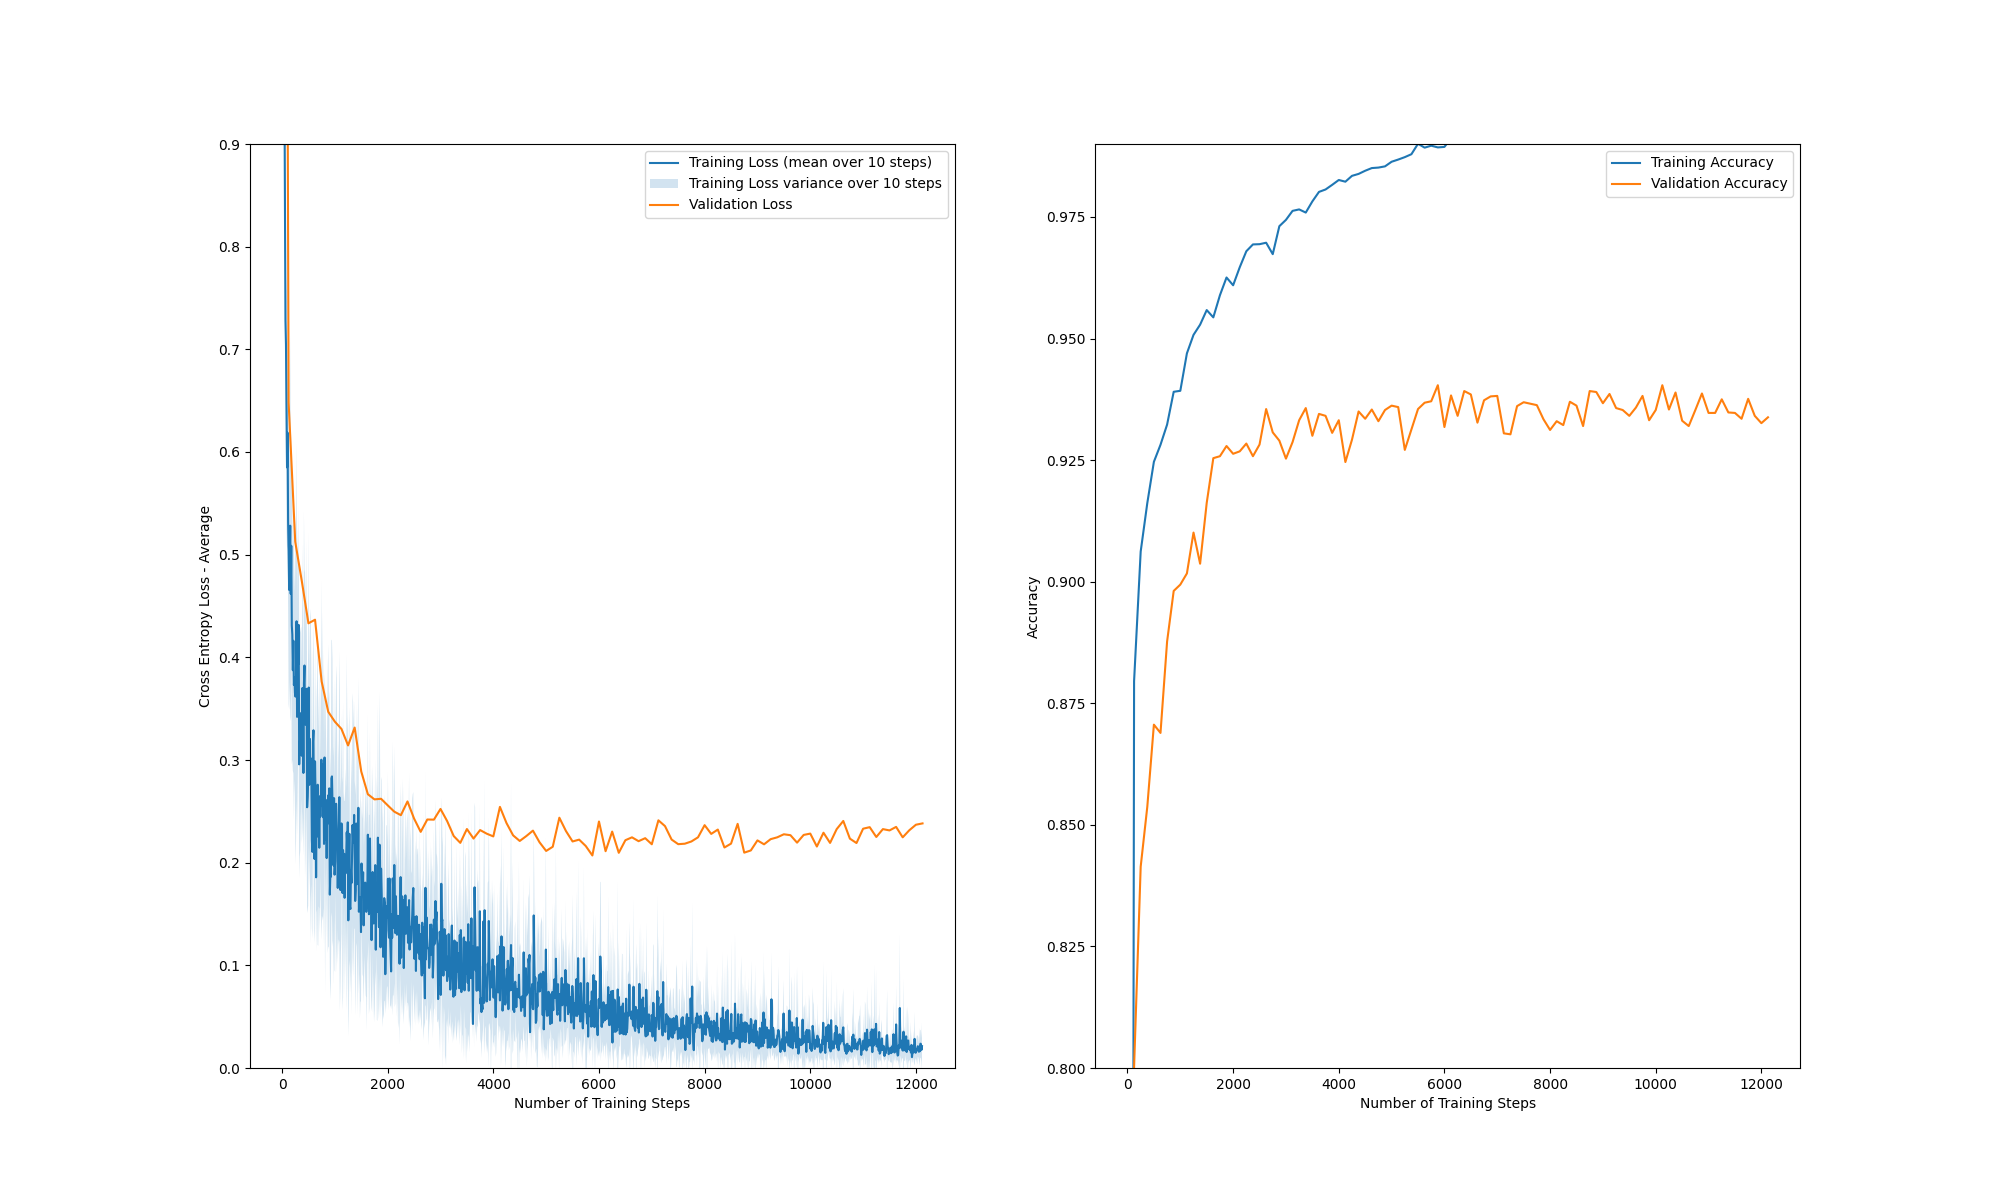 Training Loss (mean over 10 steps)
Training Loss variance over 10 steps
Validation Loss
Cross Entropy Loss - Average
0.9
0.8
0.7
0.6
0.5
0.4
0.3
0.2
0.1
0.0
0 2000 4000 6000 8000 10000 12000
Number of Training Steps
Training Accuracy
Validation Accuracy
Accuracy
0.975
0.950
0.925
0.900
0.875
0.850
0.825
0.800
0 2000 4000 6000 8000 10000 12000
Number of Training Steps